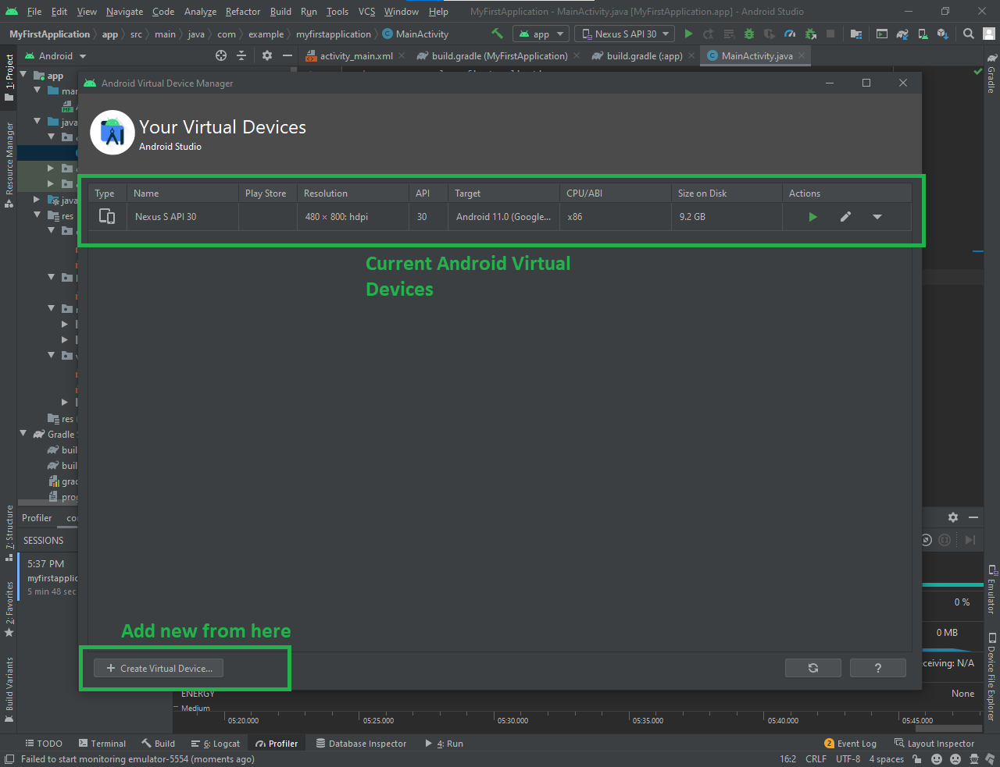 File Edit View Navigate Code Analyze Refactor Build Run Tools VCS Window Help MyFirstApplication - MainActivity.java [MyFirstApplication.app] - Android Studio
MyFirstApplication app src main java com example myfirstapplication MainActivity app Nexus S API 30
1: Project
Resource Manager
7: Structure
2: Favorites
Build Variants
Android
activity_main.xml build.gradle (MyFirstApplication) build.gradle (:app) MainActivity.java
Gradle
Emulator
Device File Explorer
app
java
res
res
Gradle
Android Virtual Device Manager
Your Virtual Devices
Android Studio
Type Name Play Store Resolution API Target CPU/ABI Size on Disk Actions
Nexus S API 30 480 × 800: hdpi 30 Android 11.0 (Google... x86 9.2 GB
Current Android Virtual
Devices
Add new from here
+ Create Virtual Device...
?
Profiler
SESSIONS
5:37 PM
myfirstapplic
5 min 48 sec
0 %
0 MB
eceiving: N/A
ENERGY
None
Medium
05:20.000 05:25.000 05:30.000 05:35.000 05:40.000 05:45.000
TODO Terminal Build 6: Logcat Profiler Database Inspector 4: Run 2 Event Log Layout Inspector
Failed to start monitoring emulator-5554 (moments ago) 16:2 CRLF UTF-8 4 spaces